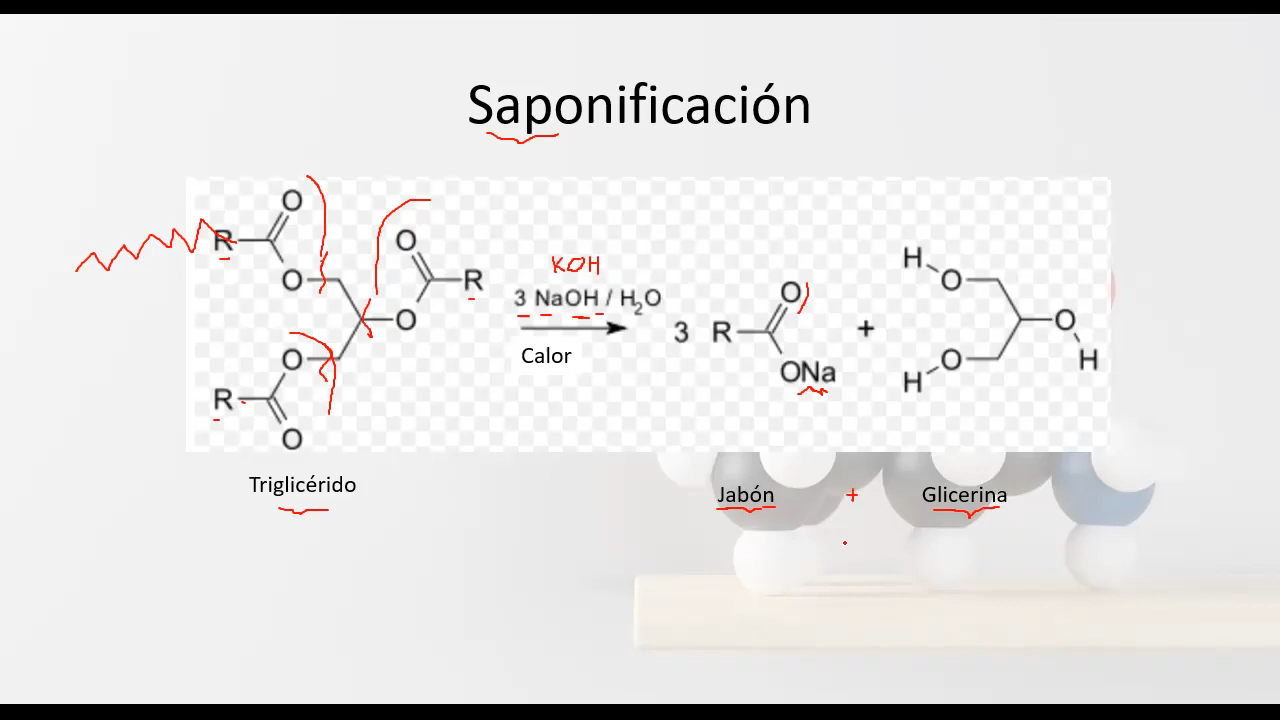 Saponificación
O
R
O
O
R
O
O
R
O
KOH
3 NaOH / H2O
Calor
3 R
O
ONa
+
H
O
O
H
O
H
Triglicérido
Jabón + Glicerina